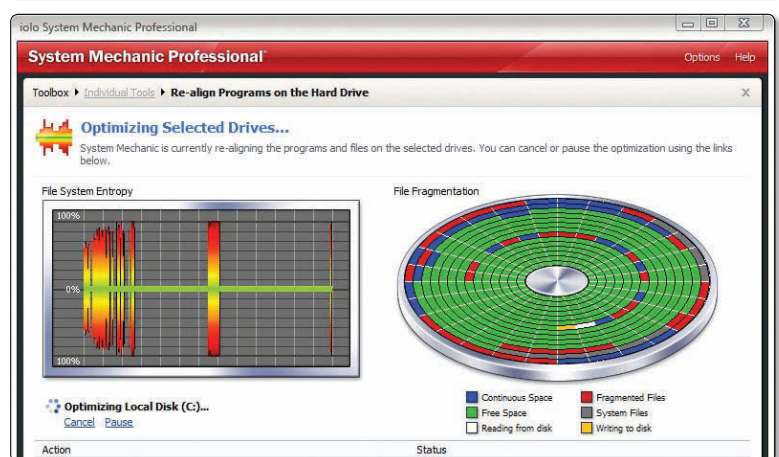 iolo System Mechanic Professional
System Mechanic Professional
Options Help
Toolbox Individual Tools Re-align Programs on the Hard Drive
Optimizing Selected Drives...
System Mechanic is currently re-aligning the programs and files on the selected drives. You can cancel or pause the optimization using the links
below.
File System Entropy
File Fragmentation
100%
0%
100%
Continuous Space
Fragmented Files
Free Space
System Files
Reading from disk
Writing to disk
Optimizing Local Disk (C:)...
Cancel Pause
Action
Status